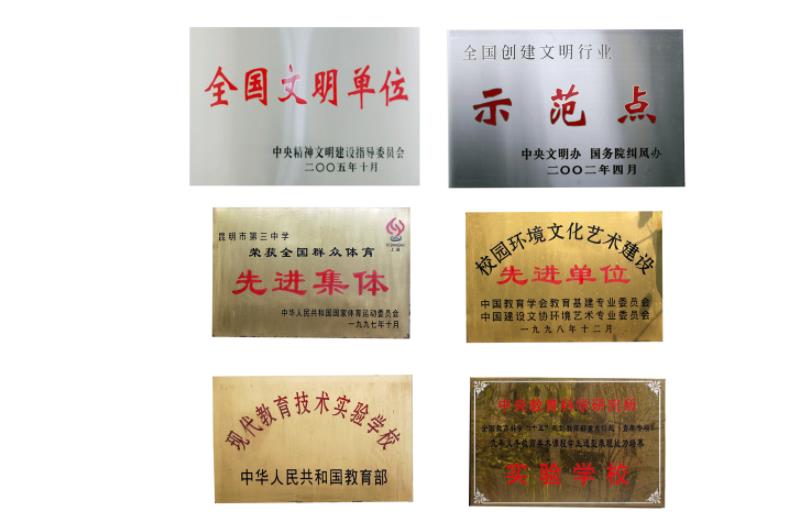 全国文明单位
中央精神文明建设指导委员会
二〇〇五年十月
全国创建文明行业
示范点
中央文明办 国务院纠风办
二〇〇二年四月
昆明市第三中学
荣获全国群众体育
先进集体
中华人民共和国国家体育运动委员会
一九九七年十月
校园环境文化艺术建设
先进单位
中国教育学会教育基建专业委员会
中国建设文协环境艺术专业委员会
一九九八年十二月
现代教育技术实验学校
中华人民共和国教育部
中央教育科学研究所
实验学校